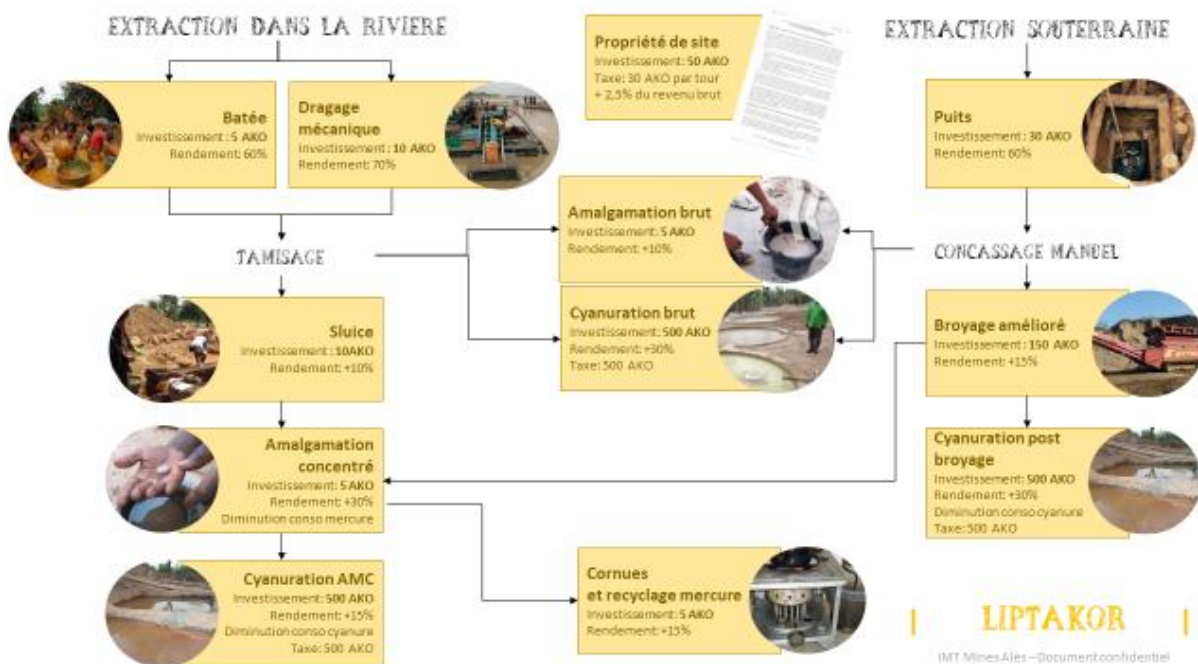 EXTRACTION DANS LA RIVIERE
Batée
Investissement : 5 AKO
Rendement: 60%
Dragage
mécanique
Investissement : 10 AKO
Rendement: 70%
Propriété de site
Investissement: 50 AKO
Taxe: 30 AKO par tour
+ 2,5% du revenu brut
EXTRACTION SOUTERRAINE
Puits
Investissement : 30 AKO
Rendement: 60%
TAMISAGE
Amalgamation brut
Investissement: 5 AKO
Rendement: +10%
Cyanuration brut
Investissement: 500 AKO
Rendement: +30%
Taxe: 500 AKO
CONCASSAGE MANUEL
Sluice
Investissement: 10AKO
Rendement: +10%
Broyage amélioré
Investissement : 150 AKO
Rendement: +15%
Amalgamation
concentré
Investissement: 5 AKO
Rendement: +30%
Diminution conso mercure
Cyanuration post
broyage
Investissement: 500 AKO
Rendement: +30%
Diminution conso cyanure
Taxe: 500 AKO
Cyanuration AMC
Investissement: 500 AKO
Rendement: +15%
Diminution conso cyanure
Taxe: 500 AKO
Cornues
et recyclage mercure
Investissement: 5 AKO
Rendement: +15%
LIPTAKOR
IMT Mines Alès – Document confidentiel